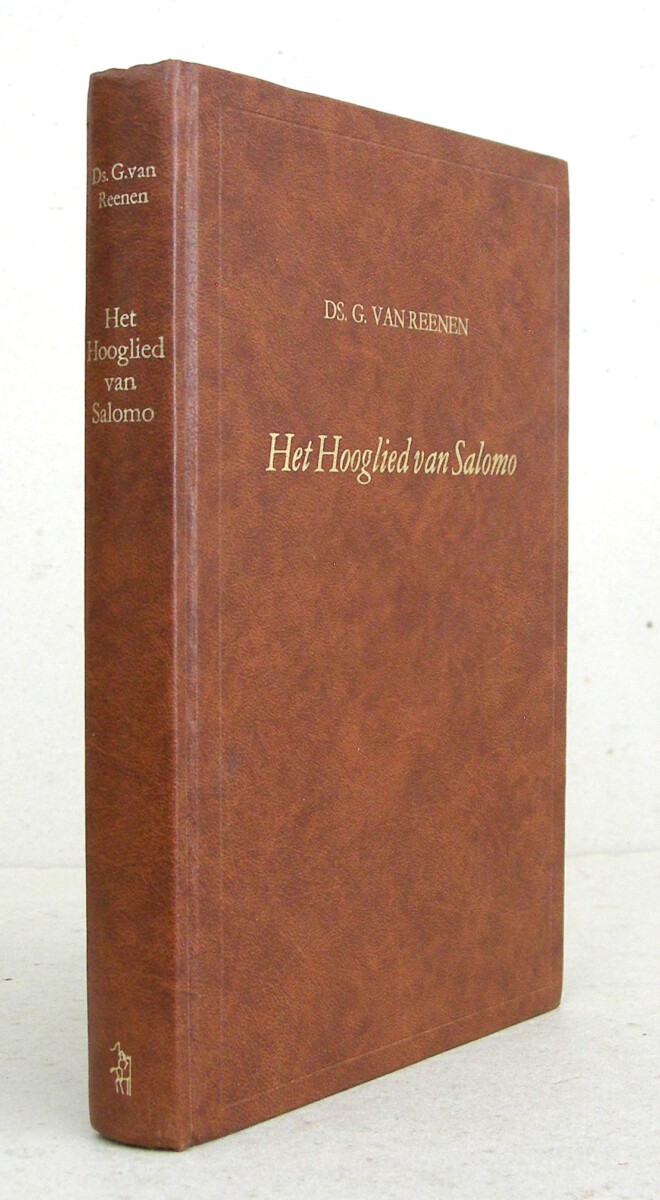 Ds. G. van
Reenen
Het
Hooglied
van
Salomo
DS. G. VAN REENEN
Het Hooglied van Salomo